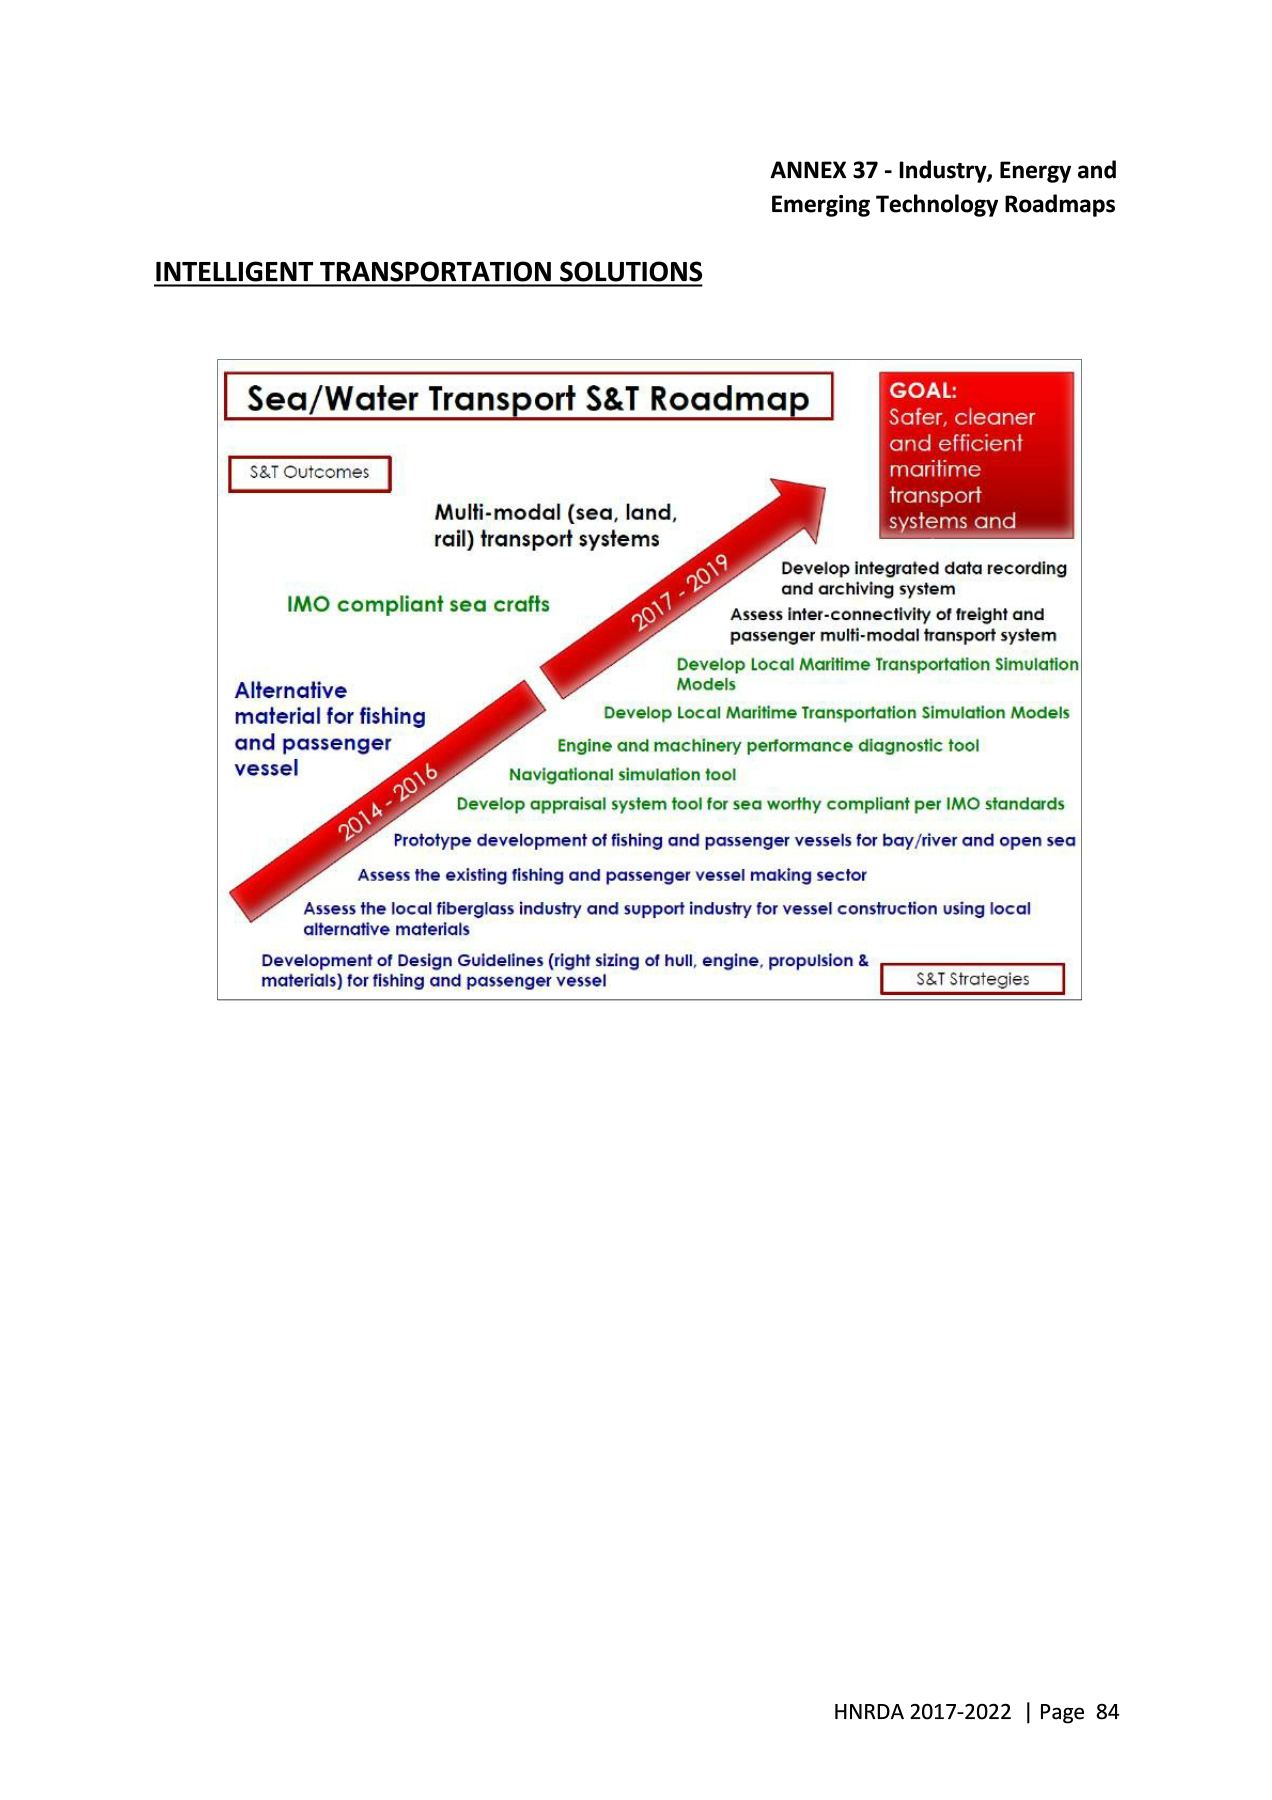 ANNEX 37 - Industry, Energy and
Emerging Technology Roadmaps
INTELLIGENT TRANSPORTATION SOLUTIONS
Sea/Water Transport S&T Roadmap
GOAL:
Safer, cleaner
and efficient
maritime
transport
systems and
S&T Outcomes
Multi-modal (sea, land,
rail) transport systems
IMO compliant sea crafts
Alternative
material for fishing
and passenger
vessel
2017 - 2019
2014 - 2016
Develop integrated data recording
and archiving system
Assess inter-connectivity of freight and
passenger multi-modal transport system
Develop Local Maritime Transportation Simulation
Models
Develop Local Maritime Transportation Simulation Models
Engine and machinery performance diagnostic tool
Navigational simulation tool
Develop appraisal system tool for sea worthy compliant per IMO standards
Prototype development of fishing and passenger vessels for bay/river and open sea
Assess the existing fishing and passenger vessel making sector
Assess the local fiberglass industry and support industry for vessel construction using local
alternative materials
Development of Design Guidelines (right sizing of hull, engine, propulsion &
materials) for fishing and passenger vessel
S&T Strategies
HNRDA 2017-2022 | Page 84